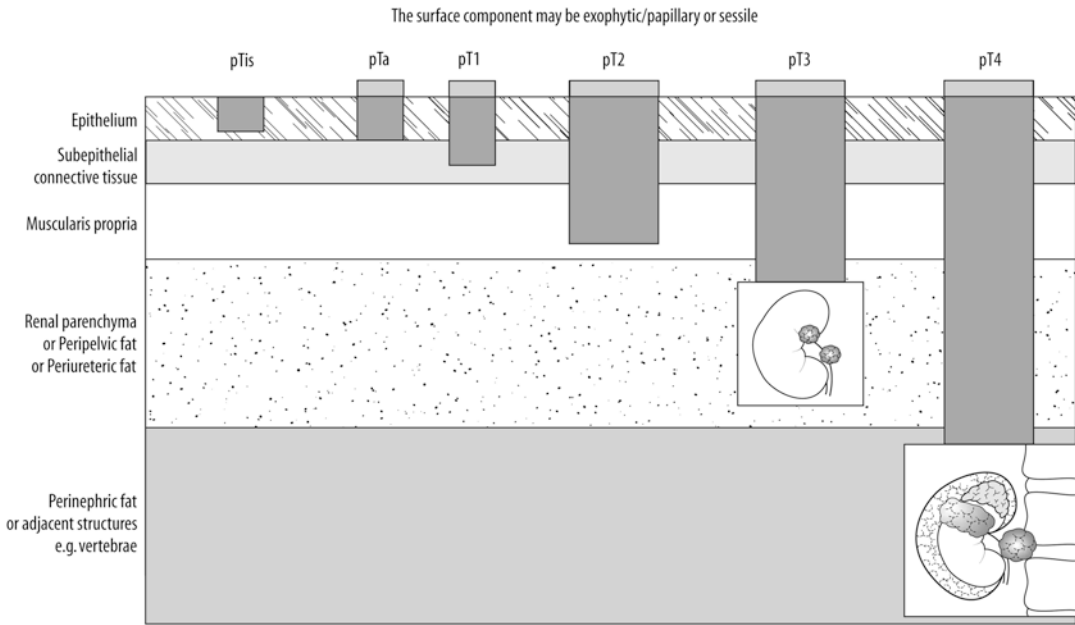 The surface component may be exophytic/papillary or sessile
pTis
pTa
pT1
pT2
pT3
pT4
Epithelium
Subepithelial
connective tissue
Muscularis propria
Renal parenchyma
or Peripelvic fat
or Periureteric fat
Perinephric fat
or adjacent structures
e.g. vertebrae